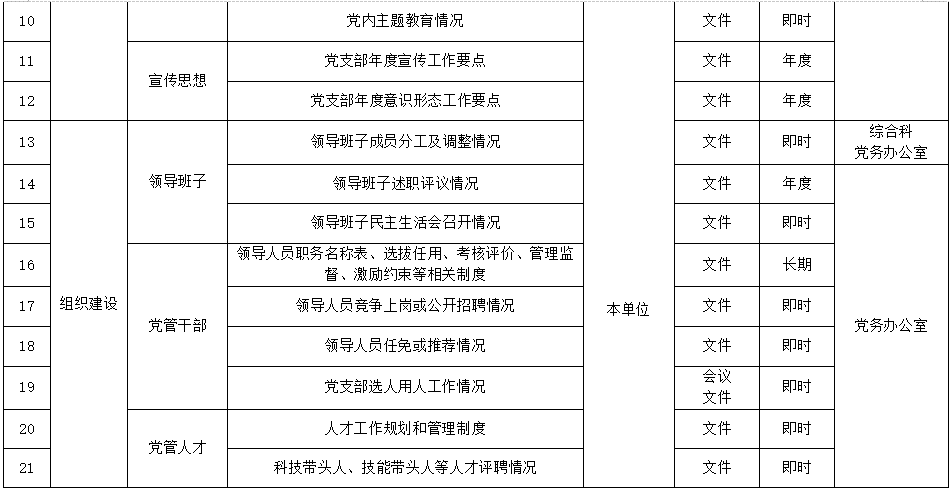 10 党内主题教育情况 文件 即时
11 宣传思想 党支部年度宣传工作要点 文件 年度
12 党支部年度意识形态工作要点 文件 年度
13 组织建设 领导班子 领导班子成员分工及调整情况 本单位 文件 即时 综合科
党务办公室
14 领导班子述职评议情况 文件 年度 党务办公室
15 领导班子民主生活会召开情况 文件 即时
16 党管干部 领导人员职务名称表、选拔任用、考核评价、管理监
督、激励约束等相关制度 文件 长期
17 领导人员竞争上岗或公开招聘情况 文件 即时
18 领导人员任免或推荐情况 文件 即时
19 党支部选人用人工作情况 会议
文件 即时
20 党管人才 人才工作规划和管理制度 文件 即时
21 科技带头人、技能带头人等人才评聘情况 文件 即时